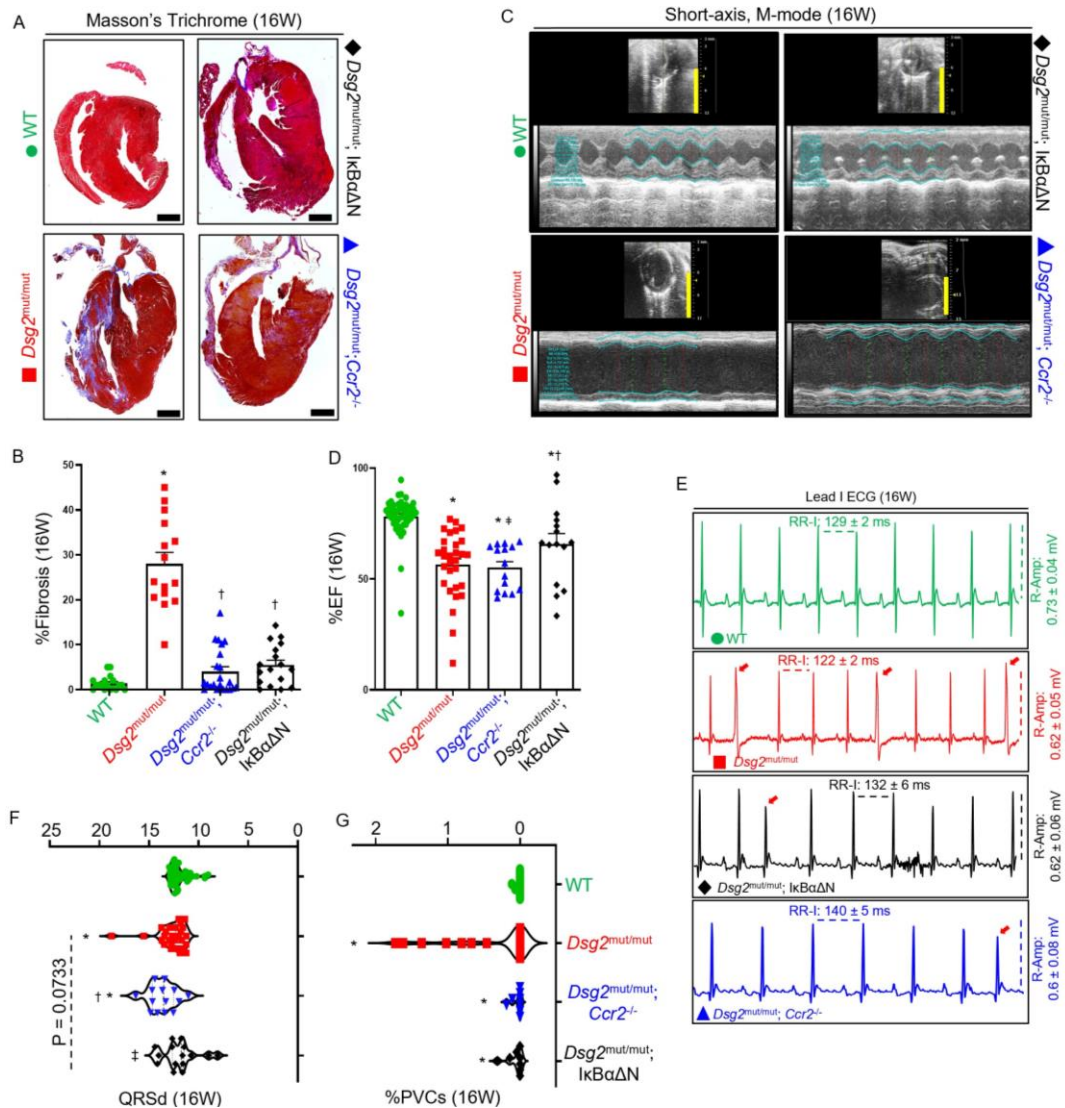 A
Masson's Trichrome (16W)
● WT
◆ Dsg2mut/mut; IκBαΔN
■ Dsg2mut/mut
▲ Dsg2mut/mut; Ccr2-/-
C
Short-axis, M-mode (16W)
● WT
◆ Dsg2mut/mut; IκBαΔN
■ Dsg2mut/mut
▲ Dsg2mut/mut; Ccr2-/-
B
%Fibrosis (16W)
50
40
30
20
10
0
*
†
†
WT
Dsg2mut/mut
Dsg2mut/mut;
Ccr2-/-
Dsg2mut/mut;
IκBαΔN
D
%EF (16W)
100
50
0
*
* ‡
*†
WT
Dsg2mut/mut
Dsg2mut/mut;
Ccr2-/-
Dsg2mut/mut;
IκBαΔN
E
Lead I ECG (16W)
RR-I: 129 ± 2 ms
R-Amp:
0.73 ± 0.04 mV
● WT
RR-I: 122 ± 2 ms
R-Amp:
0.62 ± 0.05 mV
■ Dsg2mut/mut
RR-I: 132 ± 6 ms
R-Amp:
0.62 ± 0.06 mV
◆ Dsg2mut/mut; IκBαΔN
RR-I: 140 ± 5 ms
R-Amp:
0.6 ± 0.08 mV
▲ Dsg2mut/mut; Ccr2-/-
F
25 20 15 10 0
*
† *
‡
P = 0.0733
QRSd (16W)
G
2 1 0
*
*
*
WT
Dsg2mut/mut
Dsg2mut/mut;
Ccr2-/-
Dsg2mut/mut;
IκBαΔN
%PVCs (16W)